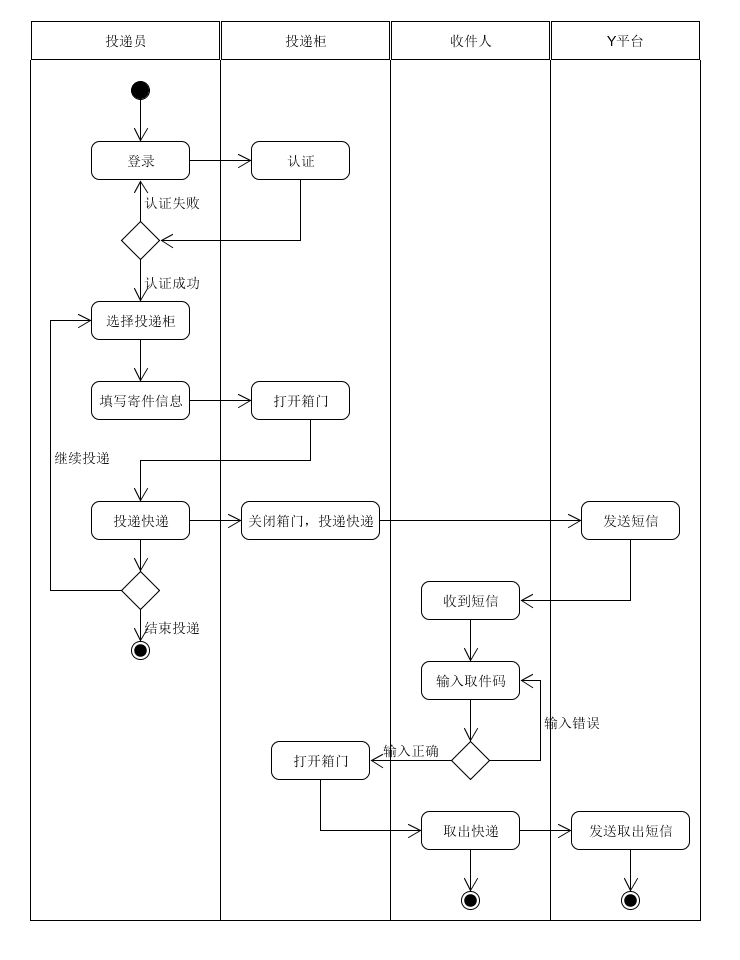 投递员
投递柜
收件人
Y平台
登录
认证
认证失败
认证成功
选择投递柜
填写寄件信息
打开箱门
继续投递
投递快递
关闭箱门，投递快递
发送短信
收到短信
结束投递
输入取件码
输入错误
输入正确
打开箱门
取出快递
发送取出短信